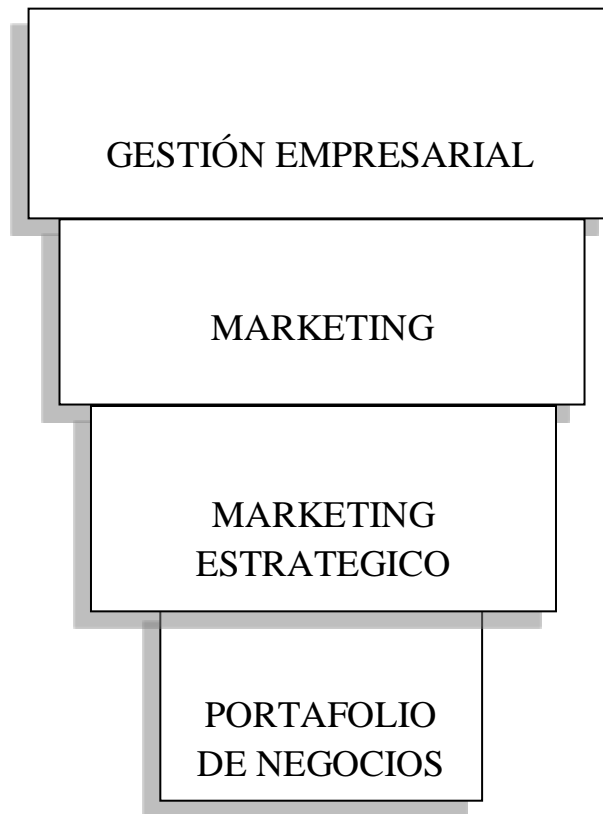 GESTIÓN EMPRESARIAL
MARKETING
MARKETING
ESTRATEGICO
PORTAFOLIO
DE NEGOCIOS